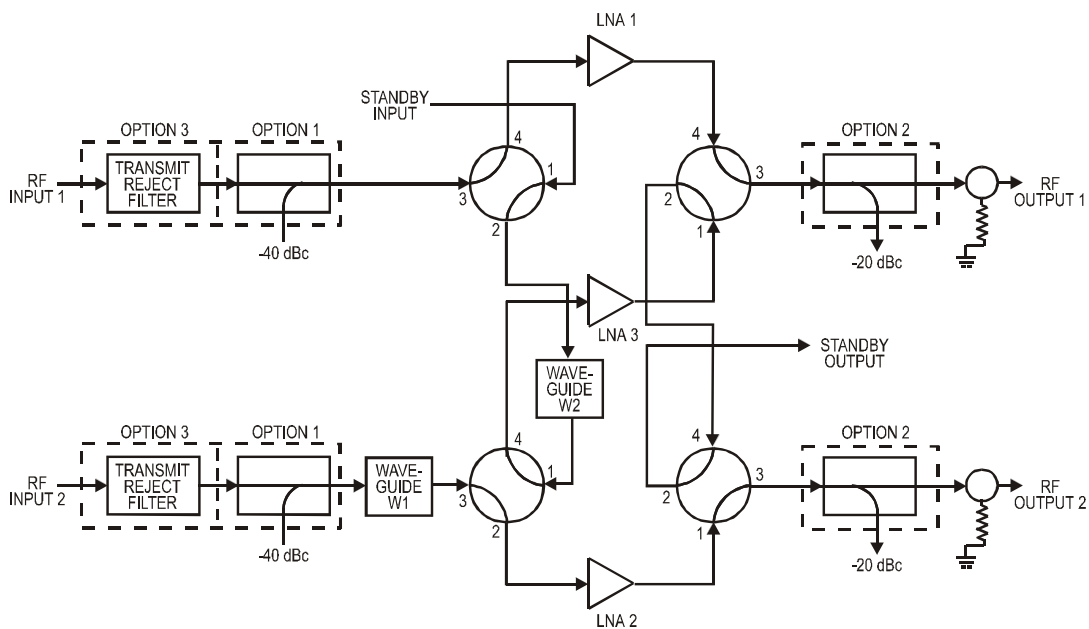 LNA 1
STANDBY
INPUT
OPTION 3
OPTION 1
OPTION 2
4
4
TRANSMIT
REJECT
FILTER
RF
INPUT 1
1
3
2
3
2
1
RF
OUTPUT 1
-40 dBc
-20 dBc
LNA 3
STANDBY
OUTPUT
WAVE-
GUIDE
W2
OPTION 3
OPTION 1
OPTION 2
4
4
TRANSMIT
REJECT
FILTER
WAVE-
GUIDE
W1
RF
INPUT 2
1
3
2
3
2
1
RF
OUTPUT 2
-40 dBc
-20 dBc
LNA 2